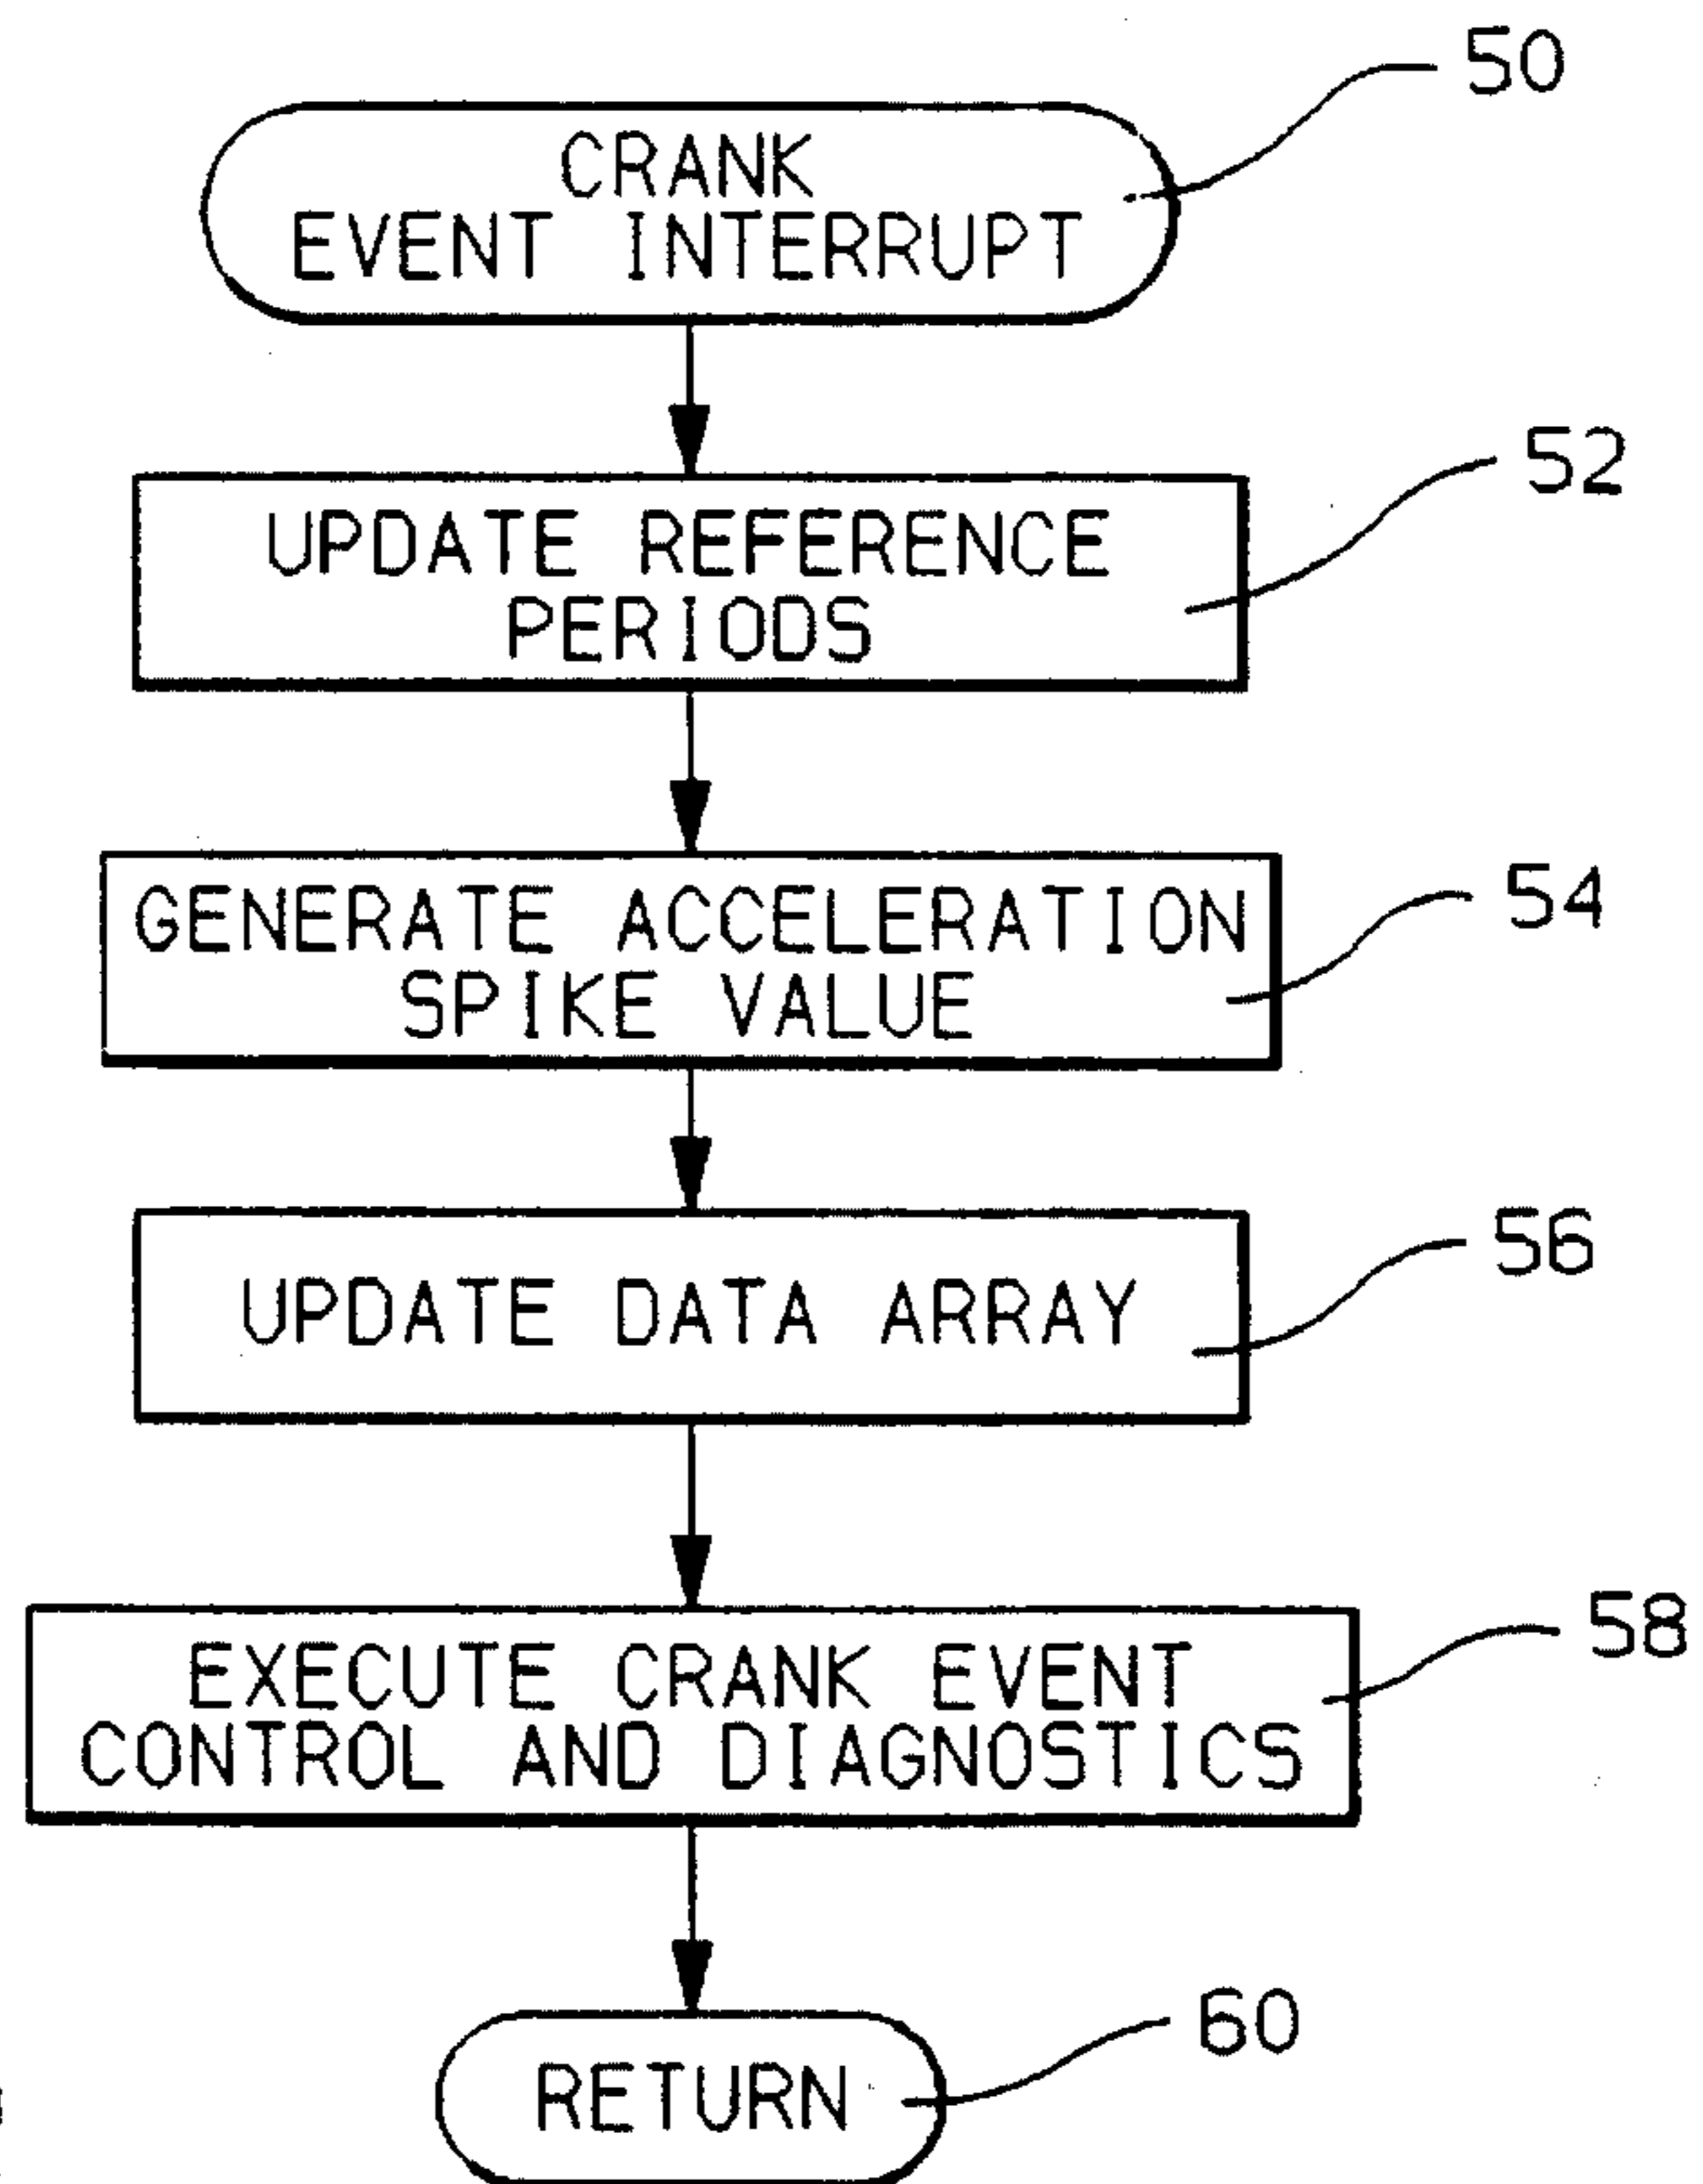 50
CRANK
EVENT INTERRUPT
52
UPDATE REFERENCE
PERIODS
54
GENERATE ACCELERATION
SPIKE VALUE
56
UPDATE DATA ARRAY
58
EXECUTE CRANK EVENT
CONTROL AND DIAGNOSTICS
60
RETURN